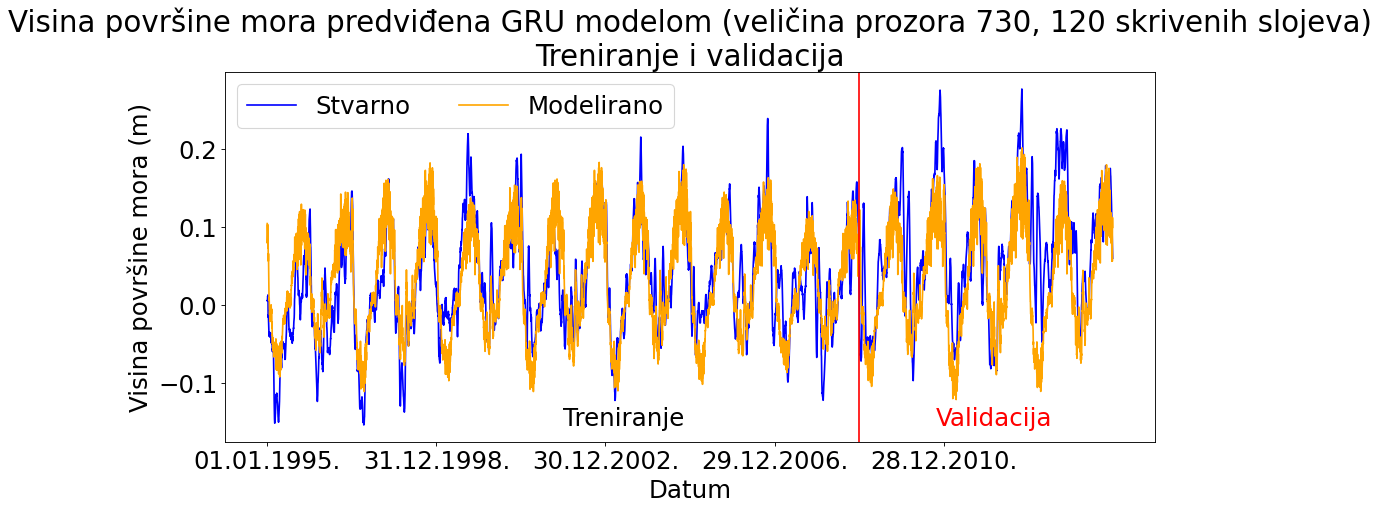 Visina površine mora predviđena GRU modelom (veličina prozora 730, 120 skrivenih slojeva)
Treniranje i validacija
Stvarno
Modelirano
Visina površine mora (m)
0.2
0.1
0.0
−0.1
Treniranje
Validacija
01.01.1995.
31.12.1998.
30.12.2002.
29.12.2006.
28.12.2010.
Datum